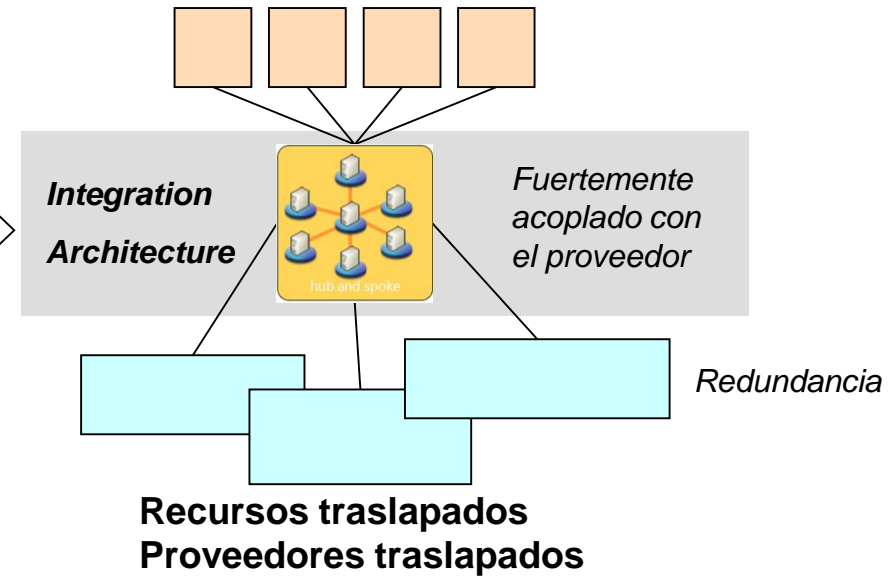 Integration
Architecture
hub and spoke
Fuertemente
acoplado con
el proveedor
Redundancia
Recursos traslapados
Proveedores traslapados